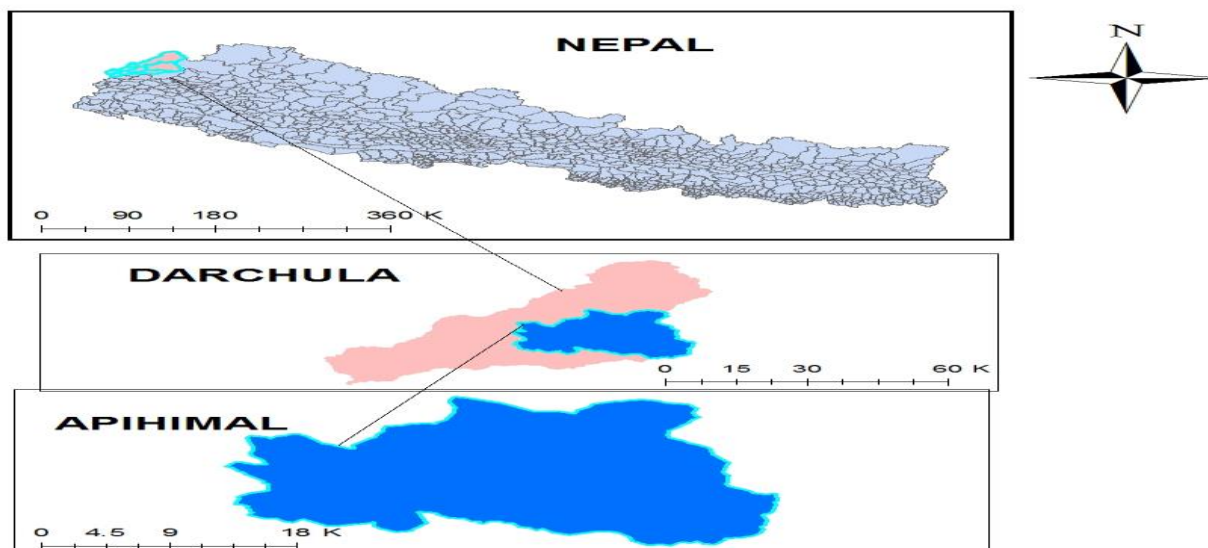 N
NEPAL
0 90 180 360 K
DARCHULA
0 15 30 60 K
APIHIMAL
0 4.5 9 18 K